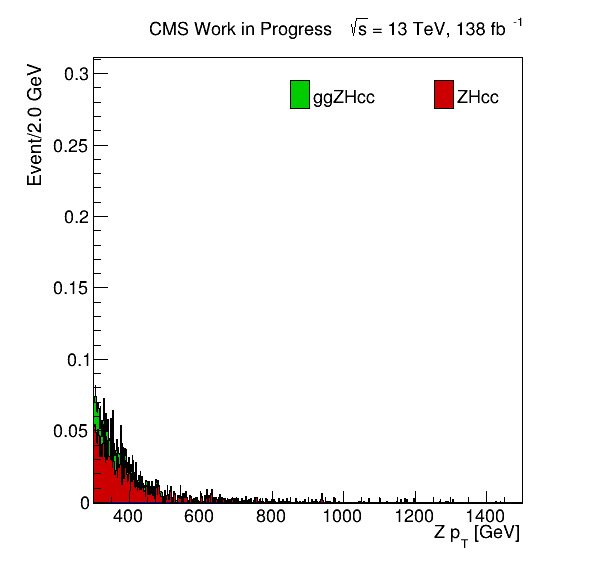 CMS Work in Progress √s = 13 TeV, 138 fb⁻¹
Event/2.0 GeV
ggZHcc ZHcc
0.3
0.25
0.2
0.15
0.1
0.05
0
400 600 800 1000 1200 1400
Z p_T [GeV]